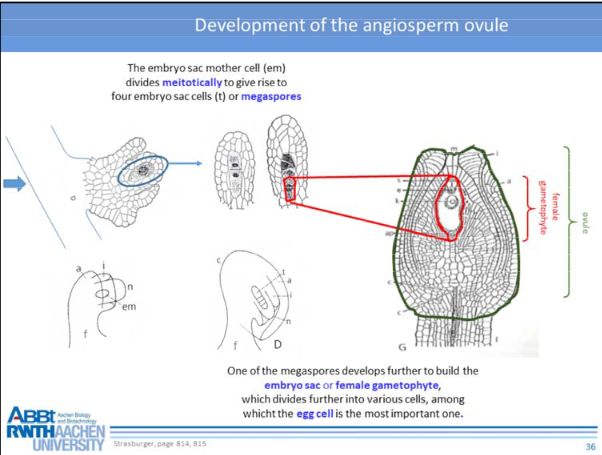 Development of the angiosperm ovule
The embryo sac mother cell (em)
divides meitotically to give rise to
four embryo sac cells (t) or megaspores
a
i
n
em
f
c
t
a
i
n
f
D
m
i
s
a
e
k
c
c
f
G
female
gametophyte
ovule
One of the megaspores develops further to build the
embryo sac or female gametophyte,
which divides further into various cells, among
whicht the egg cell is the most important one.
ABBt Aachen Biology
and Biotechnology
RWTHAACHEN
UNIVERSITY
Strasburger, page 814, 815
36